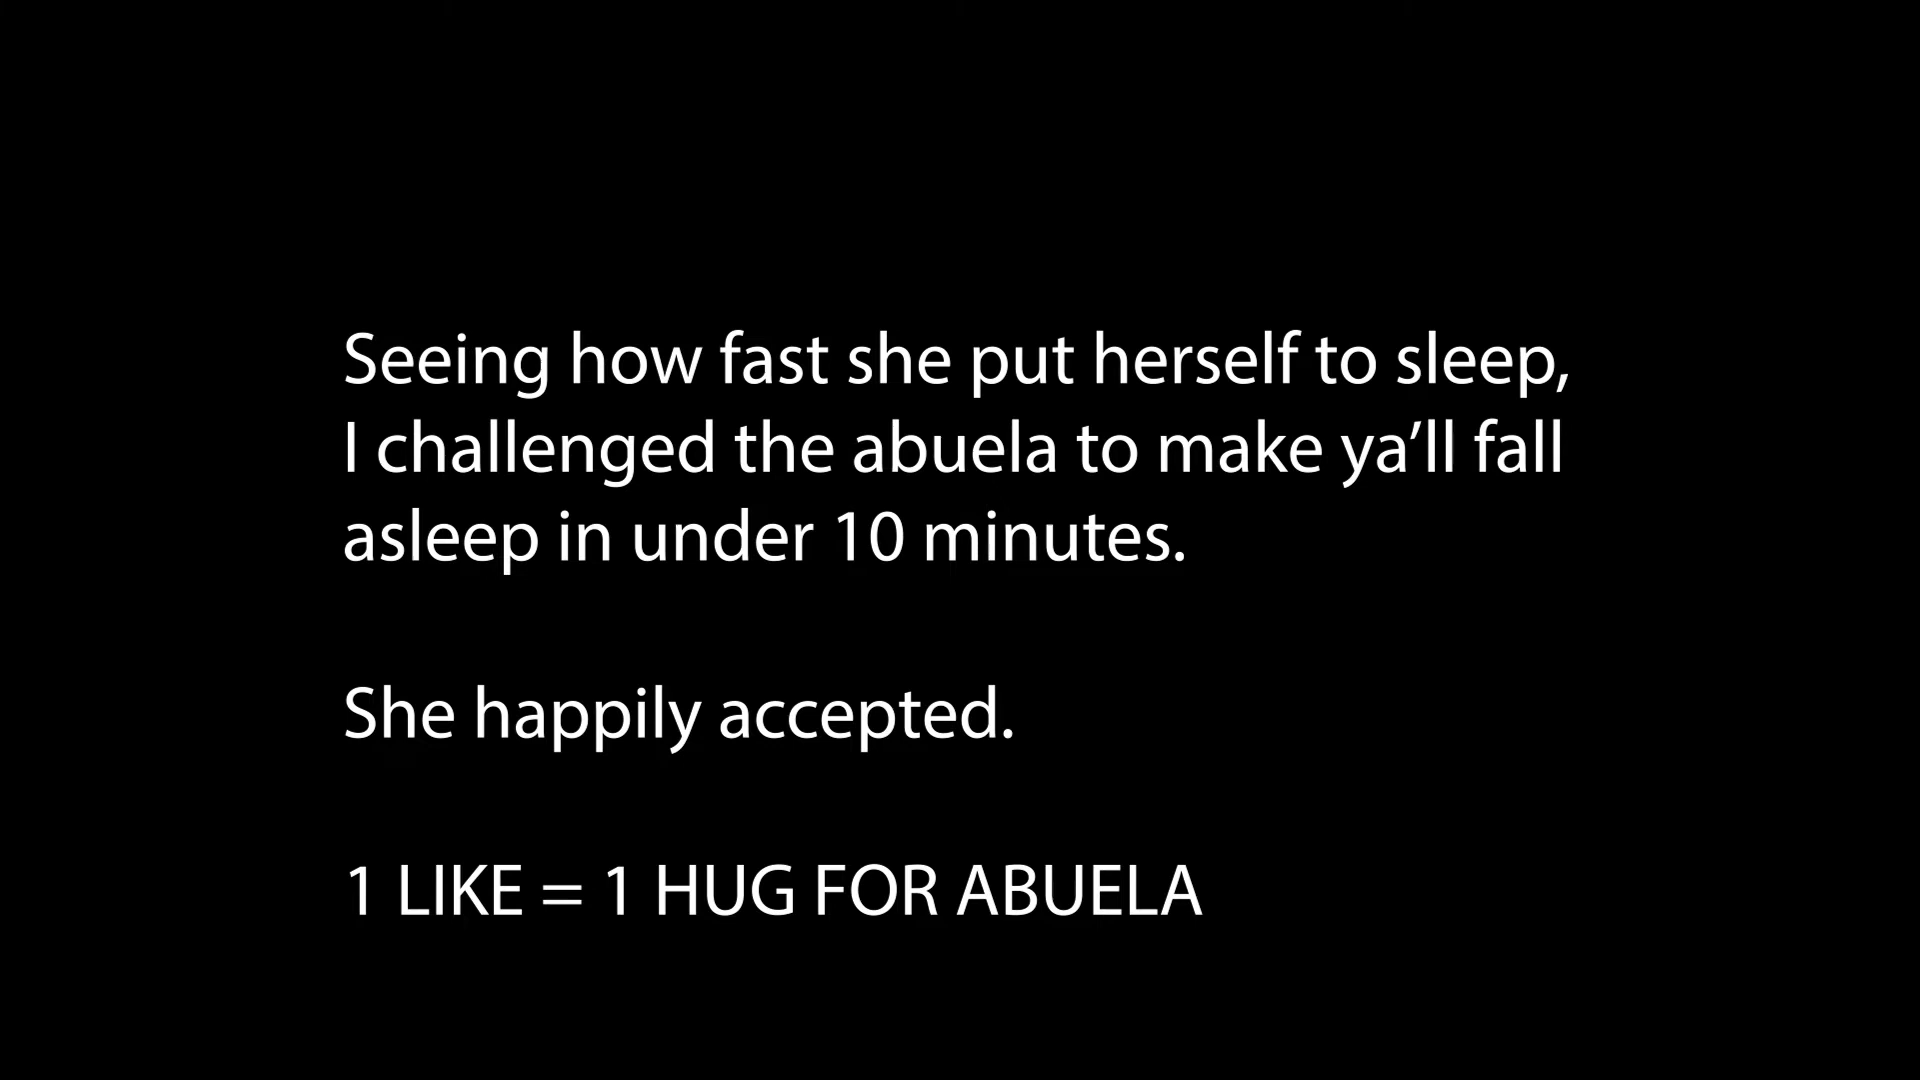 Seeing how fast she put herself to sleep,
I challenged the abuela to make ya’ll fall
asleep in under 10 minutes.
She happily accepted.
1 LIKE = 1 HUG FOR ABUELA